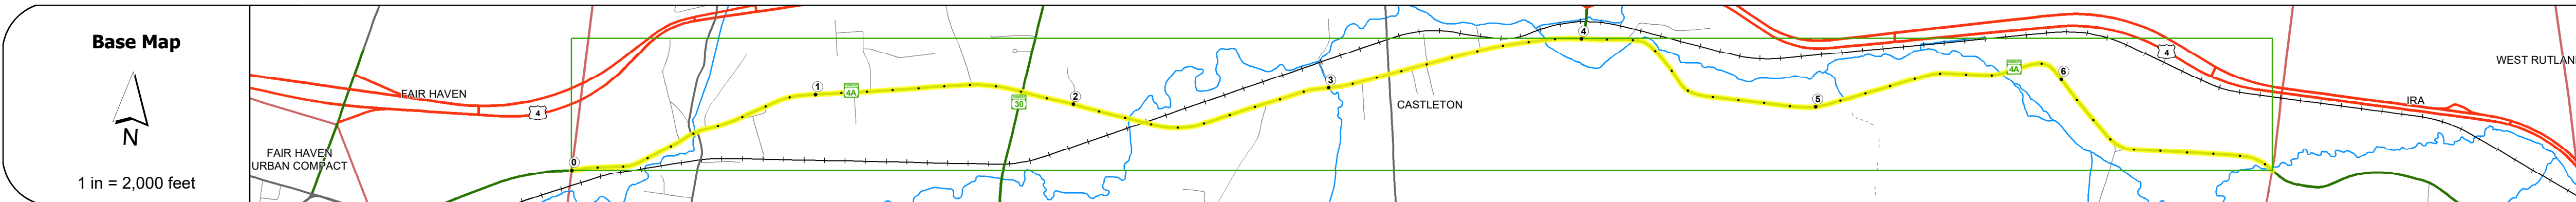 Base Map
N
1 in = 2,000 feet
FAIR HAVEN
4
FAIR HAVEN
URBAN COMPACT
0
1
4A
30
2
3
CASTLETON
4
5
4A
6
4
IRA
WEST RUTLAN